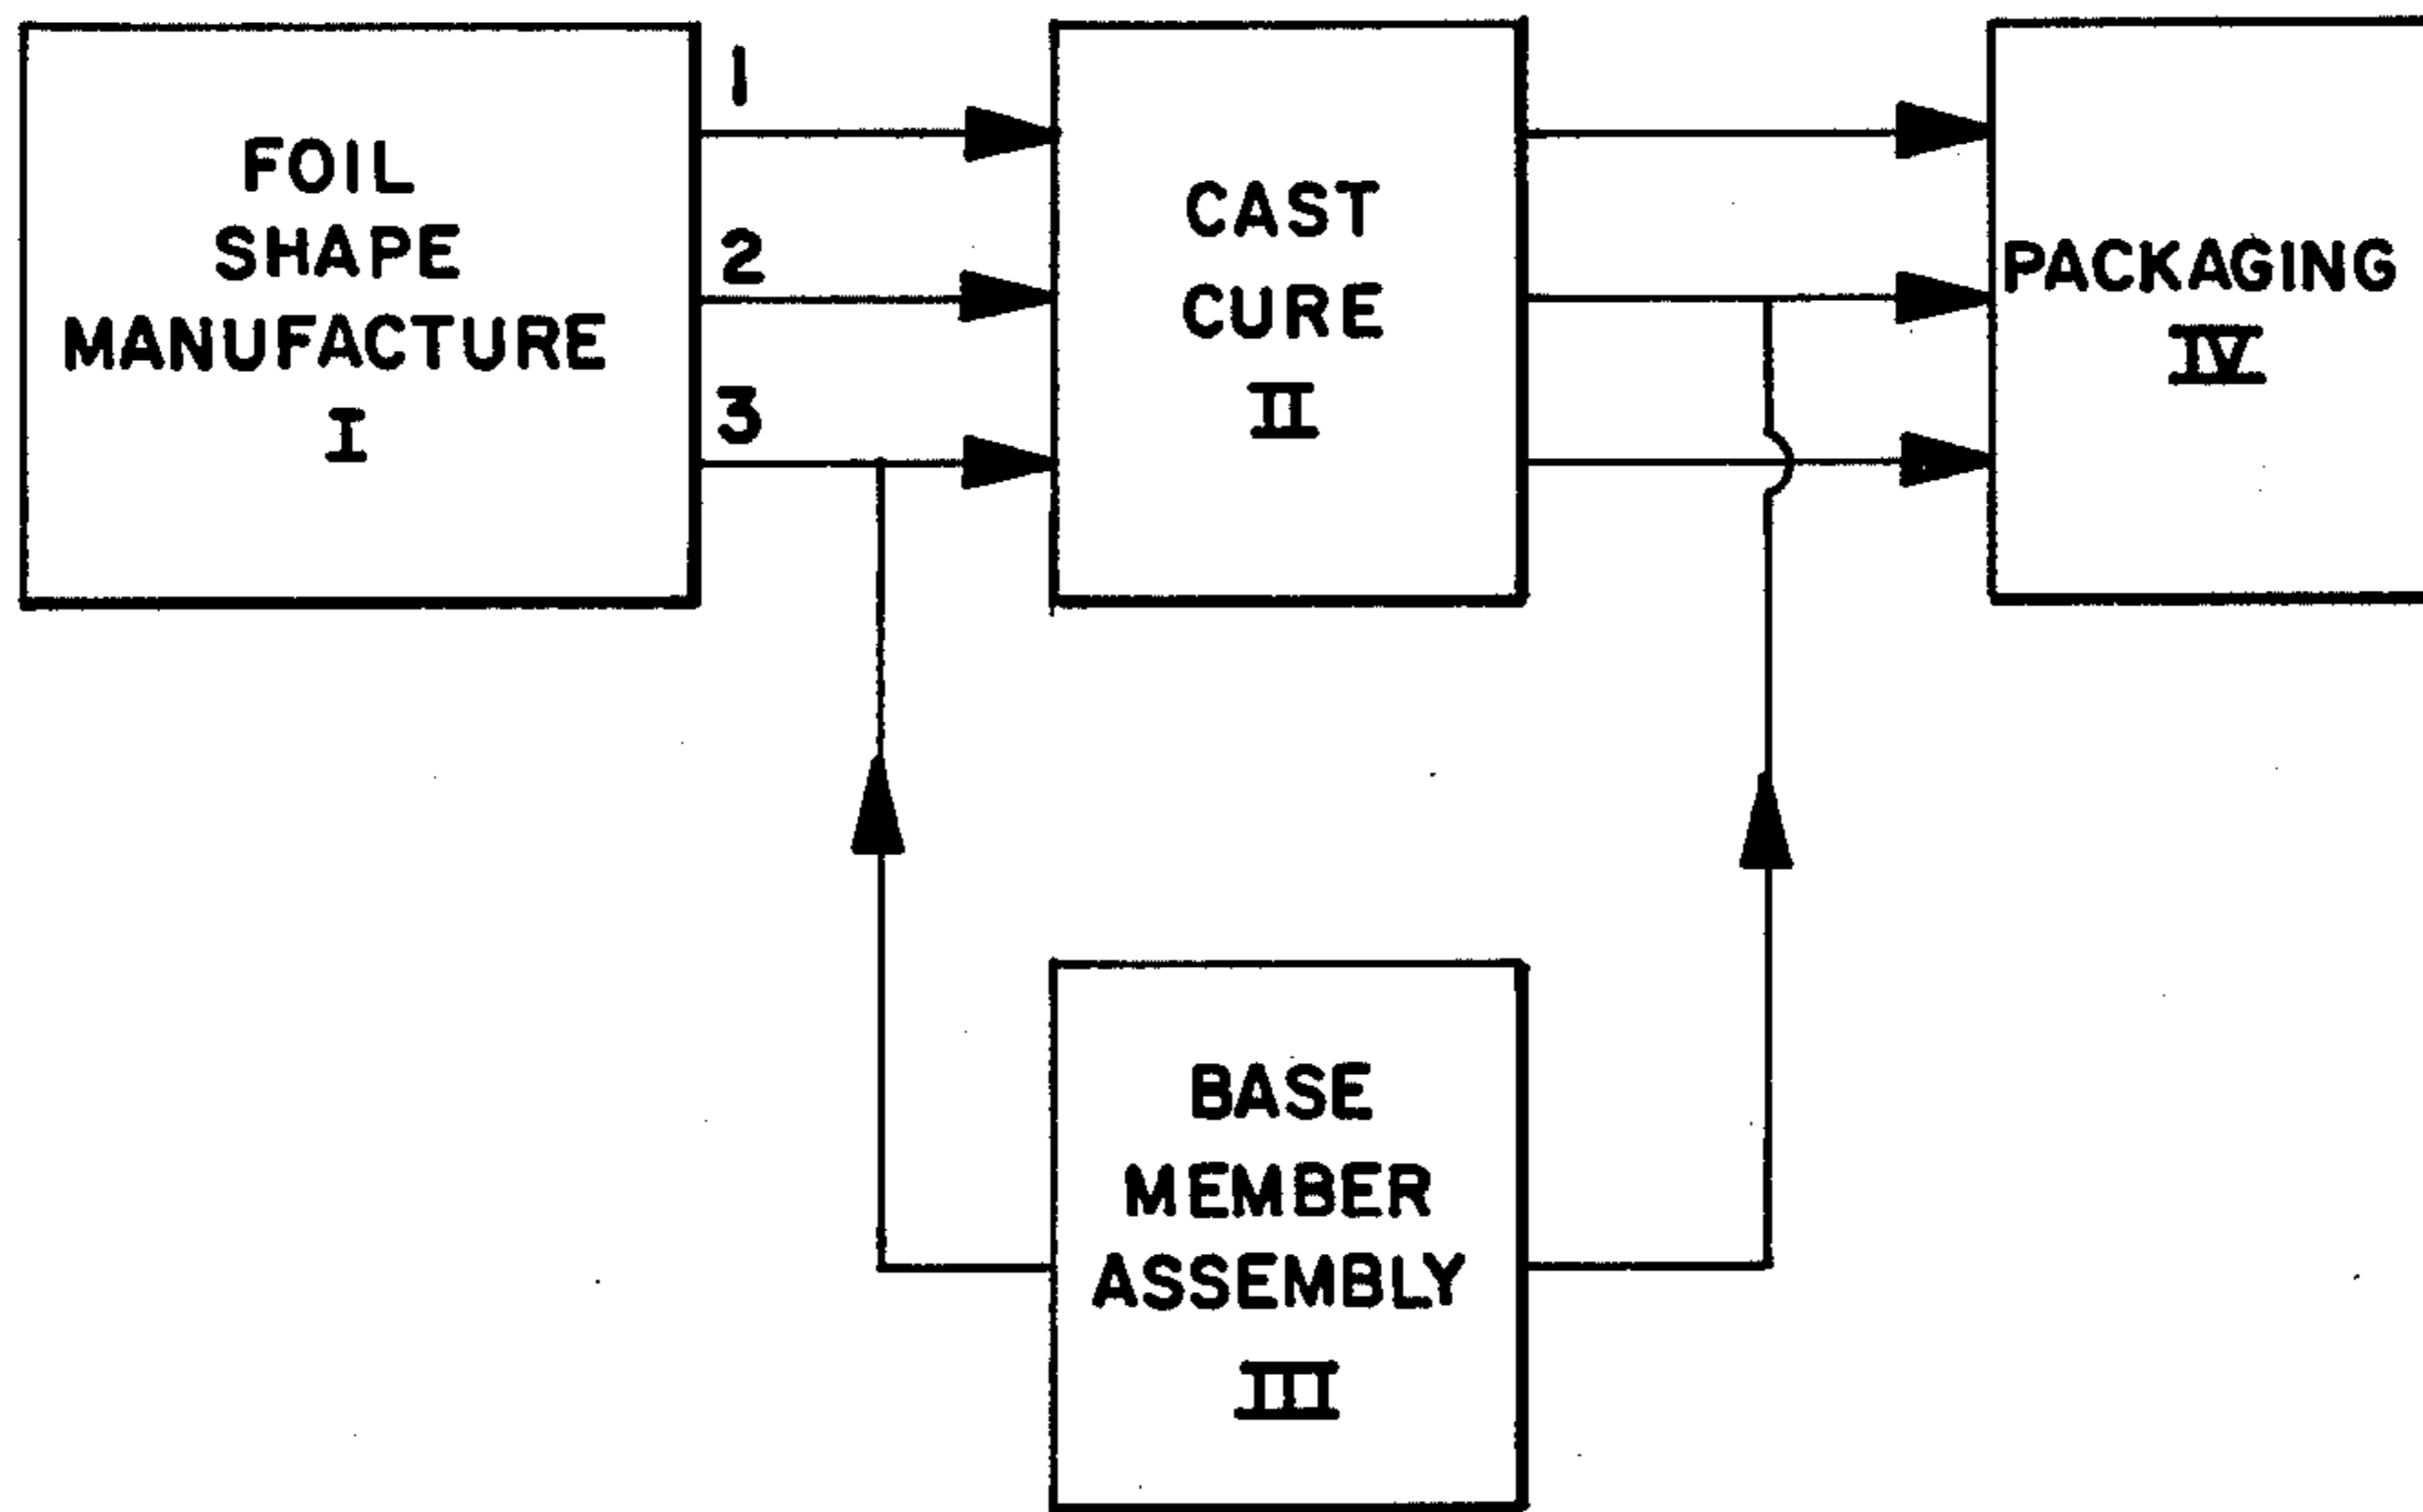 FOIL
SHAPE
MANUFACTURE
I
1
2
3
CAST
CURE
II
PACKAGING
IV
BASE
MEMBER
ASSEMBLY
III